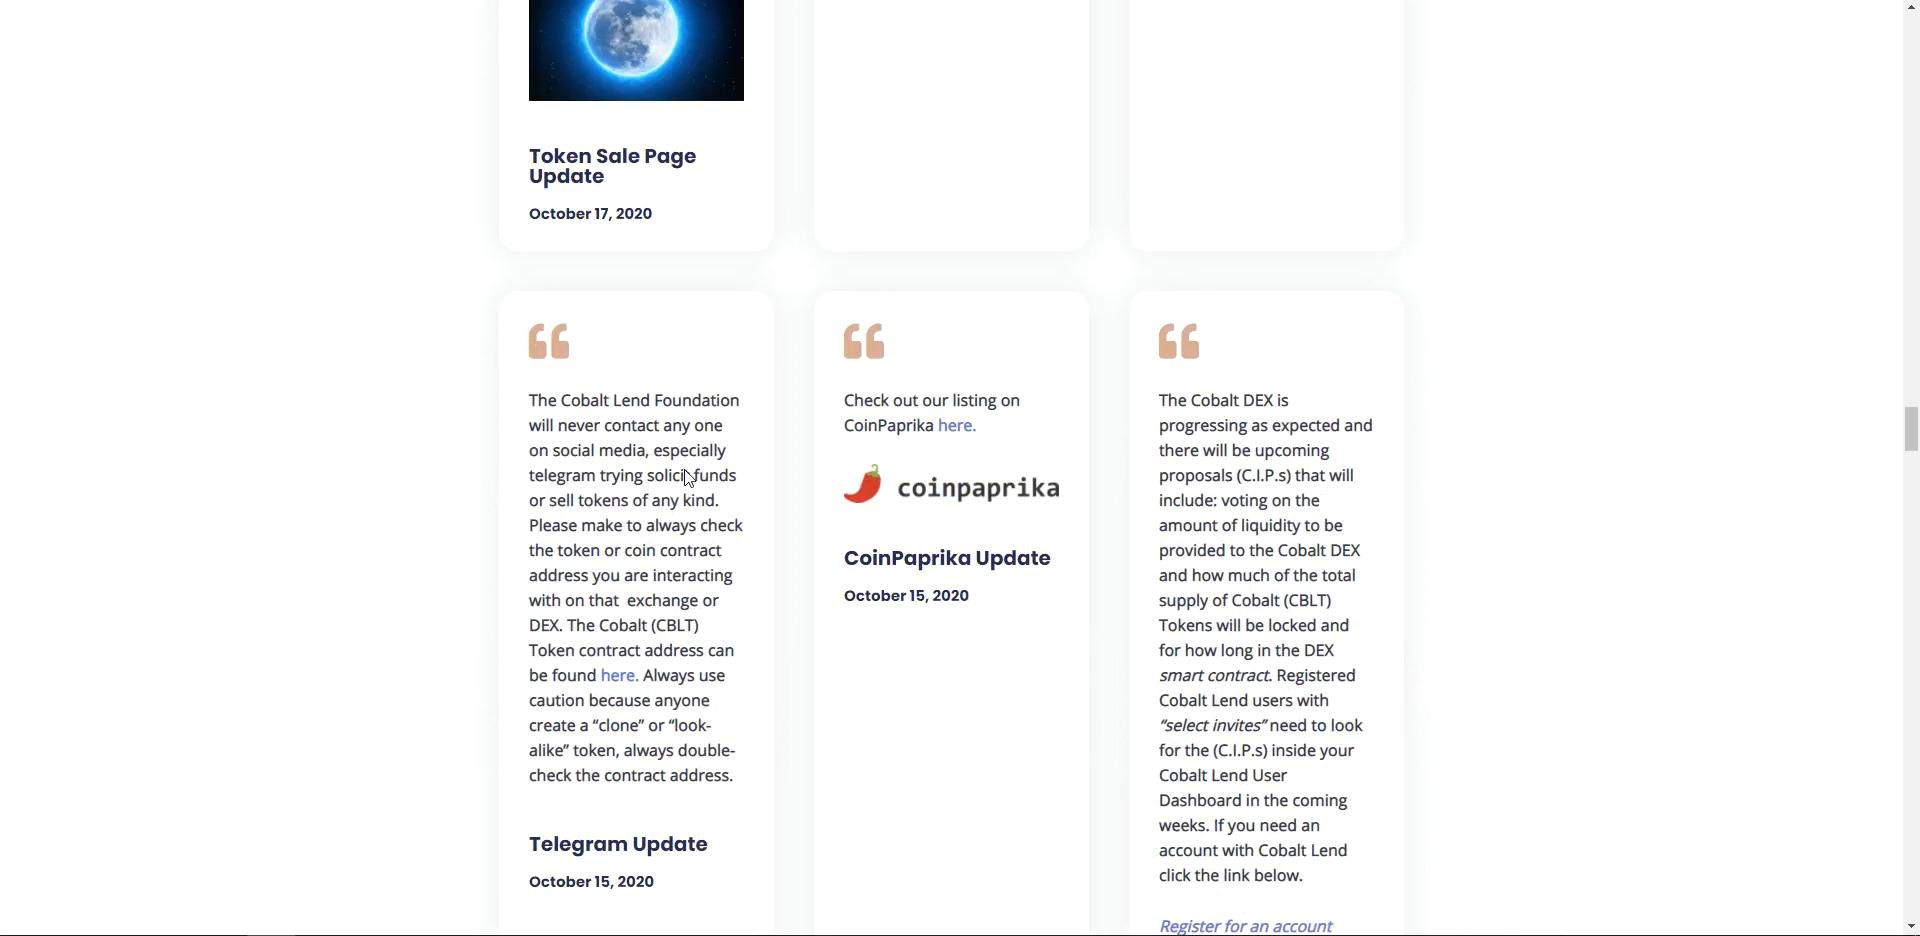 Token Sale Page
Update
October 17, 2020
The Cobalt Lend Foundation
will never contact any one
on social media, especially
telegram trying solicit funds
or sell tokens of any kind.
Please make to always check
the token or coin contract
address you are interacting
with on that exchange or
DEX. The Cobalt (CBLT)
Token contract address can
be found here. Always use
caution because anyone
create a “clone” or “look-
alike” token, always double-
check the contract address.
Telegram Update
October 15, 2020
Check out our listing on
CoinPaprika here.
coinpaprika
CoinPaprika Update
October 15, 2020
The Cobalt DEX is
progressing as expected and
there will be upcoming
proposals (C.I.P.s) that will
include: voting on the
amount of liquidity to be
provided to the Cobalt DEX
and how much of the total
supply of Cobalt (CBLT)
Tokens will be locked and
for how long in the DEX
smart contract. Registered
Cobalt Lend users with
“select invites” need to look
for the (C.I.P.s) inside your
Cobalt Lend User
Dashboard in the coming
weeks. If you need an
account with Cobalt Lend
click the link below.
Register for an account